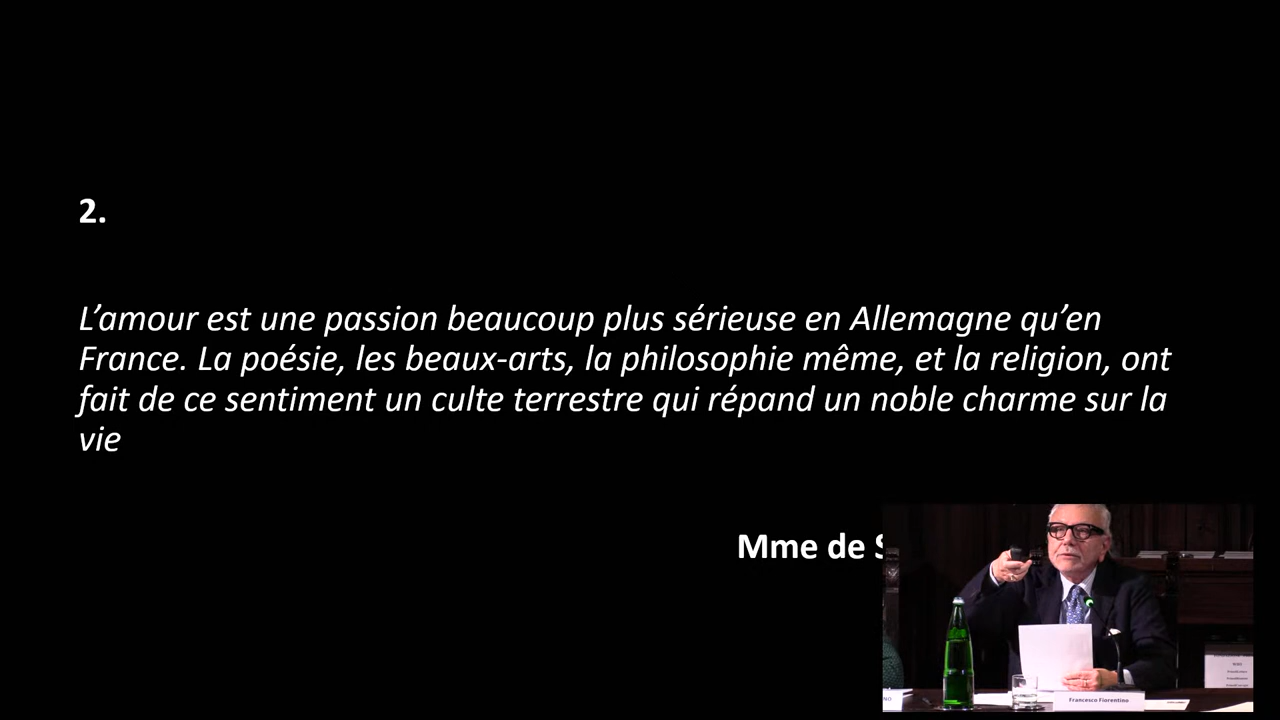 2.
L’amour est une passion beaucoup plus sérieuse en Allemagne qu’en
France. La poésie, les beaux-arts, la philosophie même, et la religion, ont
fait de ce sentiment un culte terrestre qui répand un noble charme sur la
vie
Mme de S
Francesco Fiorentino